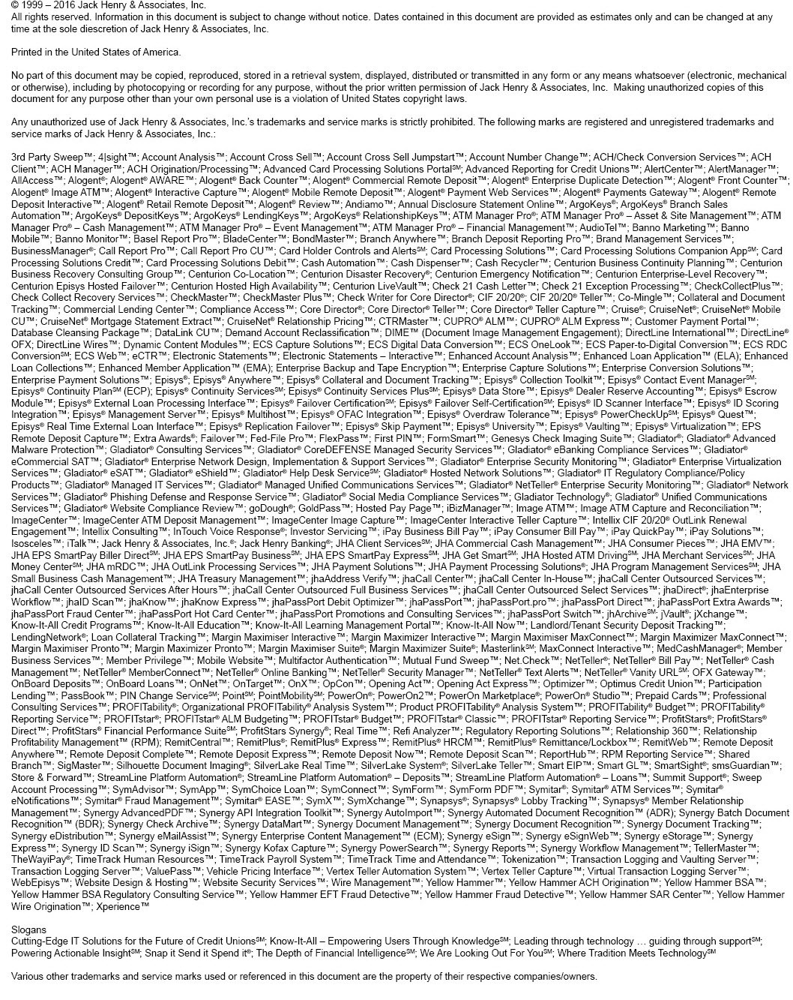 © 1999 – 2016 Jack Henry & Associates, Inc.
All rights reserved. Information in this document is subject to change without notice. Dates contained in this document are provided as estimates only and can be changed at any
time at the sole diescretion of Jack Henry & Associates, Inc.
Printed in the United States of America.
No part of this document may be copied, reproduced, stored in a retrieval system, displayed, distributed or transmitted in any form or any means whatsoever (electronic, mechanical
or otherwise), including by photocopying or recording for any purpose, without the prior written permission of Jack Henry & Associates, Inc.  Making unauthorized copies of this
document for any purpose other than your own personal use is a violation of United States copyright laws.
Any unauthorized use of Jack Henry & Associates, Inc.'s trademarks and service marks is strictly prohibited. The following marks are registered and unregistered trademarks and
service marks of Jack Henry & Associates, Inc.:
3rd Party Sweep™; 4|sight™; Account Analysis™; Account Cross Sell™; Account Cross Sell Jumpstart™; Account Number Change™; ACH/Check Conversion Services™; ACH
Client™; ACH Manager™; ACH Origination/Processing™; Advanced Card Processing Solutions Portal℠; Advanced Reporting for Credit Unions™; AlertCenter™; AlertManager™;
AllAccess™; Alogent®; Alogent® AWARE™; Alogent® Back Counter™; Alogent® Commercial Remote Deposit™; Alogent® Enterprise Duplicate Detection™; Alogent® Front Counter™;
Alogent® Image ATM™; Alogent® Interactive Capture™; Alogent® Mobile Remote Deposit™; Alogent® Payment Web Services™; Alogent® Payments Gateway™; Alogent® Remote
Deposit Interactive™; Alogent® Retail Remote Deposit™; Alogent® Review™; Andiamo™; Annual Disclosure Statement Online™; ArgoKeys®; ArgoKeys® Branch Sales
Automation™; ArgoKeys® DepositKeys™; ArgoKeys® LendingKeys™; ArgoKeys® RelationshipKeys™; ATM Manager Pro®; ATM Manager Pro® – Asset & Site Management™; ATM
Manager Pro® – Cash Management™; ATM Manager Pro® – Event Management™; ATM Manager Pro® – Financial Management™; AudioTel™; Banno Marketing™; Banno
Mobile™; Banno Monitor™; Basel Report Pro™; BladeCenter™; BondMaster™; Branch Anywhere™; Branch Deposit Reporting Pro™; Brand Management Services™;
BusinessManager®; Call Report Pro™; Call Report Pro CU™; Card Holder Controls and Alerts℠; Card Processing Solutions™; Card Processing Solutions Companion App℠; Card
Processing Solutions Credit™; Card Processing Solutions Debit™; Cash Automation™; Cash Dispenser™; Cash Recycler™; Centurion Business Continuity Planning™; Centurion
Business Recovery Consulting Group™; Centurion Co-Location™; Centurion Disaster Recovery®; Centurion Emergency Notification™; Centurion Enterprise-Level Recovery™;
Centurion Episys Hosted Failover™; Centurion Hosted High Availability™; Centurion LiveVault™; Check 21 Cash Letter™; Check 21 Exception Processing™; CheckCollectPlus™;
Check Collect Recovery Services™; CheckMaster™; CheckMaster Plus™; Check Writer for Core Director®; CIF 20/20®; CIF 20/20® Teller™; Co-Mingle™; Collateral and Document
Tracking™; Commercial Lending Center™; Compliance Access™; Core Director®; Core Director® Teller™; Core Director® Teller Capture™; Cruise®; CruiseNet®; CruiseNet® Mobile
CU™; CruiseNet® Mortgage Statement Extract™; CruiseNet® Relationship Pricing™; CTRMaster™; CUPRO® ALM™; CUPRO® ALM Express™; Customer Payment Portal™;
Database Cleansing Package™; DataLink CU™; Demand Account Reclassification™; DIME™ (Document Image Management Engagement); DirectLine International™; DirectLine®
OFX; DirectLine Wires™; Dynamic Content Modules™; ECS Capture Solutions™; ECS Digital Data Conversion™; ECS OneLook™; ECS Paper-to-Digital Conversion™; ECS RDC
Conversion℠; ECS Web™; eCTR™; Electronic Statements™; Electronic Statements – Interactive™; Enhanced Account Analysis™; Enhanced Loan Application™ (ELA); Enhanced
Loan Collections™; Enhanced Member Application™ (EMA); Enterprise Backup and Tape Encryption™; Enterprise Capture Solutions™; Enterprise Conversion Solutions™;
Enterprise Payment Solutions™; Episys®; Episys® Anywhere™; Episys® Collateral and Document Tracking™; Episys® Collection Toolkit™; Episys® Contact Event Manager℠;
Episys® Continuity Plan℠ (ECP); Episys® Continuity Services℠; Episys® Continuity Services Plus℠; Episys® Data Store™; Episys® Dealer Reserve Accounting™; Episys® Escrow
Module™; Episys® External Loan Processing Interface™; Episys® Failover Certification℠; Episys® Failover Self-Certification℠; Episys® ID Scanner Interface™; Episys® ID Scoring
Integration™; Episys® Management Server™; Episys® Multihost™; Episys® OFAC Integration™; Episys® Overdraw Tolerance™; Episys® PowerCheckUp℠; Episys® Quest™;
Episys® Real Time External Loan Interface™; Episys® Replication Failover™; Episys® Skip Payment™; Episys® University™; Episys® Vaulting™; Episys® Virtualization™; EPS
Remote Deposit Capture™; Extra Awards®; Failover™; Fed-File Pro™; FlexPass™; First PIN™; FormSmart™; Genesys Check Imaging Suite™; Gladiator®; Gladiator® Advanced
Malware Protection™; Gladiator® Consulting Services™; Gladiator® CoreDEFENSE Managed Security Services™; Gladiator® eBanking Compliance Services™; Gladiator®
eCommercial SAT™; Gladiator® Enterprise Network Design, Implementation & Support Services™; Gladiator® Enterprise Security Monitoring™; Gladiator® Enterprise Virtualization
Services™; Gladiator® eSAT™; Gladiator® eShield™; Gladiator® Help Desk Service℠; Gladiator® Hosted Network Solutions™; Gladiator® IT Regulatory Compliance/Policy
Products™; Gladiator® Managed IT Services™; Gladiator® Managed Unified Communications Services™; Gladiator® NetTeller® Enterprise Security Monitoring™; Gladiator® Network
Services™; Gladiator® Phishing Defense and Response Service™; Gladiator® Social Media Compliance Services™; Gladiator Technology®; Gladiator® Unified Communications
Services™; Gladiator® Website Compliance Review™; goDough®; GoldPass™; Hosted Pay Page™; iBizManager™; Image ATM™; Image ATM Capture and Reconciliation™;
ImageCenter™; ImageCenter ATM Deposit Management™; ImageCenter Image Capture™; ImageCenter Interactive Teller Capture™; Intellix CIF 20/20® OutLink Renewal
Engagement™; Intellix Consulting™; InTouch Voice Response®; Investor Servicing™; iPay Business Bill Pay™; iPay Consumer Bill Pay™; iPay QuickPay™; iPay Solutions™;
Isosceles™; iTalk™; Jack Henry & Associates, Inc.®; Jack Henry Banking®; JHA Client Services℠; JHA Commercial Cash Management™; JHA Consumer Pieces™; JHA EMV™;
JHA EPS SmartPay Biller Direct℠; JHA EPS SmartPay Business℠; JHA EPS SmartPay Express℠; JHA Get Smart℠; JHA Hosted ATM Driving℠; JHA Merchant Services℠; JHA
Money Center℠; JHA mRDC™; JHA OutLink Processing Services™; JHA Payment Solutions™; JHA Payment Processing Solutions®; JHA Program Management Services℠; JHA
Small Business Cash Management™; JHA Treasury Management™; jhaAddress Verify™; jhaCall Center™; jhaCall Center In-House™; jhaCall Center Outsourced Services™;
jhaCall Center Outsourced Services After Hours™; jhaCall Center Outsourced Full Business Services™; jhaCall Center Outsourced Select Services™; jhaDirect®; jhaEnterprise
Workflow™; jhaID Scan™; jhaKnow™; jhaKnow Express™; jhaPassPort Debit Optimizer™; jhaPassPort™; jhaPassPort.pro™; jhaPassPort Direct™; jhaPassPort Extra Awards™;
jhaPassPort Fraud Center™; jhaPassPort Hot Card Center™; jhaPassPort Promotions and Consulting Services™; jhaPassPort Switch™; jhArchive℠; jVault®; jXchange™;
Know-It-All Credit Programs™; Know-It-All Education™; Know-It-All Learning Management Portal™; Know-It-All Now™; Landlord/Tenant Security Deposit Tracking™;
LendingNetwork®; Loan Collateral Tracking™; Margin Maximiser Interactive™; Margin Maximizer Interactive™; Margin Maximiser MaxConnect™; Margin Maximizer MaxConnect™;
Margin Maximiser Pronto™; Margin Maximizer Pronto™; Margin Maximiser Suite®; Margin Maximizer Suite®; Masterlink℠; MaxConnect Interactive™; MedCashManager®; Member
Business Services™; Member Privilege™; Mobile Website™; Multifactor Authentication™; Mutual Fund Sweep™; Net.Check™; NetTeller®; NetTeller® Bill Pay™; NetTeller® Cash
Management™; NetTeller® MemberConnect™; NetTeller® Online Banking™; NetTeller® Security Manager™; NetTeller® Text Alerts™; NetTeller® Vanity URL℠; OFX Gateway™;
OnBoard Deposits™; OnBoard Loans™; OnNet™; OnTarget™; OnX™; OpCon™; Opening Act™; Opening Act Express™; Optimizer™; Optimus Credit Union™; Participation
Lending™; PassBook™; PIN Change Service℠; Point℠; PointMobility℠; PowerOn®; PowerOn2™; PowerOn Marketplace®; PowerOn® Studio™; Prepaid Cards™; Professional
Consulting Services™; PROFITability®; Organizational PROFITability® Analysis System™; Product PROFITability® Analysis System™; PROFITability® Budget™; PROFITability®
Reporting Service™; PROFITstar®; PROFITstar® ALM Budgeting™; PROFITstar® Budget™; PROFITstar® Classic™; PROFITstar® Reporting Service™; ProfitStars®; ProfitStars®
Direct™; ProfitStars® Financial Performance Suite℠; ProfitStars Synergy®; Real Time™; Refi Analyzer™; Regulatory Reporting Solutions™; Relationship 360™; Relationship
Profitability Management™ (RPM); RemitCentral™; RemitPlus®; RemitPlus® Express™; RemitPlus® HRCM™; RemitPlus® Remittance/Lockbox™; RemitWeb™; Remote Deposit
Anywhere™; Remote Deposit Complete™; Remote Deposit Express™; Remote Deposit Now™; Remote Deposit Scan™; ReportHub™; RPM Reporting Service™; Shared
Branch™; SigMaster™; Silhouette Document Imaging®; SilverLake Real Time™; SilverLake System®; SilverLake Teller™; Smart EIP™; Smart GL™; SmartSight®; smsGuardian™;
Store & Forward™; StreamLine Platform Automation®; StreamLine Platform Automation® – Deposits™; StreamLine Platform Automation® – Loans™; Summit Support®; Sweep
Account Processing™; SymAdvisor™; SymApp™; SymChoice Loan™; SymConnect™; SymForm™; SymForm PDF™; Symitar®; Symitar® ATM Services™; Symitar®
eNotifications™; Symitar® Fraud Management™; Symitar® EASE™; SymX™; SymXchange™; Synapsys®; Synapsys® Lobby Tracking™; Synapsys® Member Relationship
Management™; Synergy AdvancedPDF™; Synergy API Integration Toolkit™; Synergy AutoImport™; Synergy Automated Document Recognition™ (ADR); Synergy Batch Document
Recognition™ (BDR); Synergy Check Archive™; Synergy DataMart™; Synergy Document Management™; Synergy Document Recognition™; Synergy Document Tracking™;
Synergy eDistribution™; Synergy eMailAssist™; Synergy Enterprise Content Management™ (ECM); Synergy eSign™; Synergy eSignWeb™; Synergy eStorage™; Synergy
Express™; Synergy ID Scan™; Synergy iSign™; Synergy Kofax Capture™; Synergy PowerSearch™; Synergy Reports™; Synergy Workflow Management™; TellerMaster™;
TheWayiPay®; TimeTrack Human Resources™; TimeTrack Payroll System™; TimeTrack Time and Attendance™; Tokenization™; Transaction Logging and Vaulting Server™;
Transaction Logging Server™; ValuePass™; Vehicle Pricing Interface™; Vertex Teller Automation System™; Vertex Teller Capture™; Virtual Transaction Logging Server™;
WebEpisys™; Website Design & Hosting™; Website Security Services™; Wire Management™; Yellow Hammer™; Yellow Hammer ACH Origination™; Yellow Hammer BSA™;
Yellow Hammer BSA Regulatory Consulting Service™; Yellow Hammer EFT Fraud Detective™; Yellow Hammer Fraud Detective™; Yellow Hammer SAR Center™; Yellow Hammer
Wire Origination™; Xperience™
Slogans
Cutting-Edge IT Solutions for the Future of Credit Unions℠; Know-It-All – Empowering Users Through Knowledge℠; Leading through technology … guiding through support℠;
Powering Actionable Insight℠; Snap it Send it Spend it®; The Depth of Financial Intelligence℠; We Are Looking Out For You℠; Where Tradition Meets Technology℠
Various other trademarks and service marks used or referenced in this document are the property of their respective companies/owners.